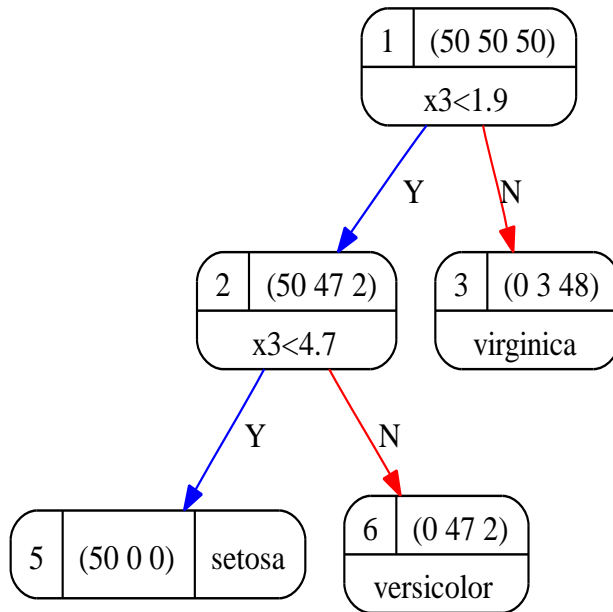 1 (50 50 50)
x3<1.9
Y N
2 (50 47 2) 3 (0 3 48)
x3<4.7 virginica
Y N
5 (50 0 0) setosa 6 (0 47 2)
versicolor